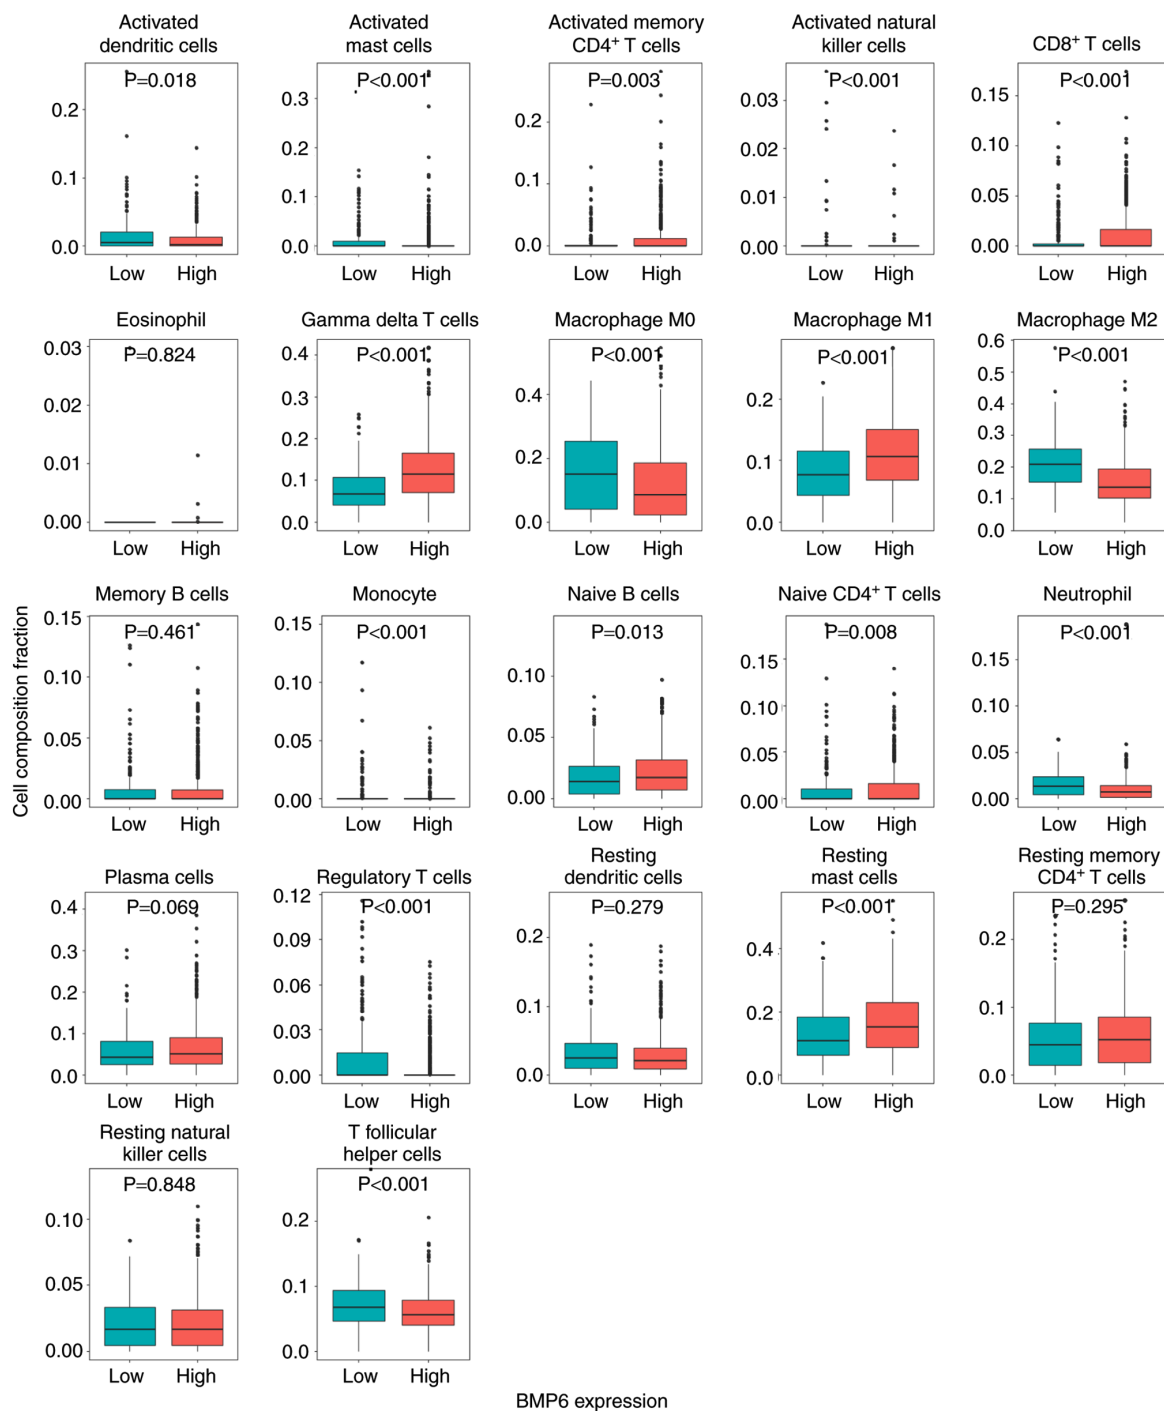 Activated
dendritic cells
Activated
mast cells
Activated memory
CD4⁺ T cells
Activated natural
killer cells
CD8⁺ T cells
P=0.018
P<0.001
P=0.003
P<0.001
P<0.001
0.2
0.1
0.0
0.3
0.2
0.1
0.0
0.2
0.1
0.0
0.03
0.02
0.01
0.00
0.15
0.10
0.05
0.00
Low High
Low High
Low High
Low High
Low High
Eosinophil
Gamma delta T cells
Macrophage M0
Macrophage M1
Macrophage M2
P=0.824
P<0.001
P<0.001
P<0.001
P<0.001
0.03
0.02
0.01
0.00
0.4
0.3
0.2
0.1
0.0
0.4
0.2
0.0
0.2
0.1
0.0
0.6
0.5
0.4
0.3
0.2
0.1
0.0
Low High
Low High
Low High
Low High
Low High
Cell composition fraction
Memory B cells
Monocyte
Naive B cells
Naive CD4⁺ T cells
Neutrophil
P=0.461
P<0.001
P=0.013
P=0.008
P<0.001
0.15
0.10
0.05
0.00
0.15
0.10
0.05
0.00
0.10
0.05
0.00
0.15
0.10
0.05
0.00
0.15
0.10
0.05
0.00
Low High
Low High
Low High
Low High
Low High
Plasma cells
Regulatory T cells
Resting
dendritic cells
Resting
mast cells
Resting memory
CD4⁺ T cells
P=0.069
P<0.001
P=0.279
P<0.001
P=0.295
0.4
0.3
0.2
0.1
0.0
0.12
0.09
0.06
0.03
0.00
0.2
0.1
0.0
0.4
0.2
0.0
0.2
0.1
0.0
Low High
Low High
Low High
Low High
Low High
Resting natural
killer cells
T follicular
helper cells
P=0.848
P<0.001
0.10
0.05
0.00
0.2
0.1
0.0
Low High
Low High
BMP6 expression